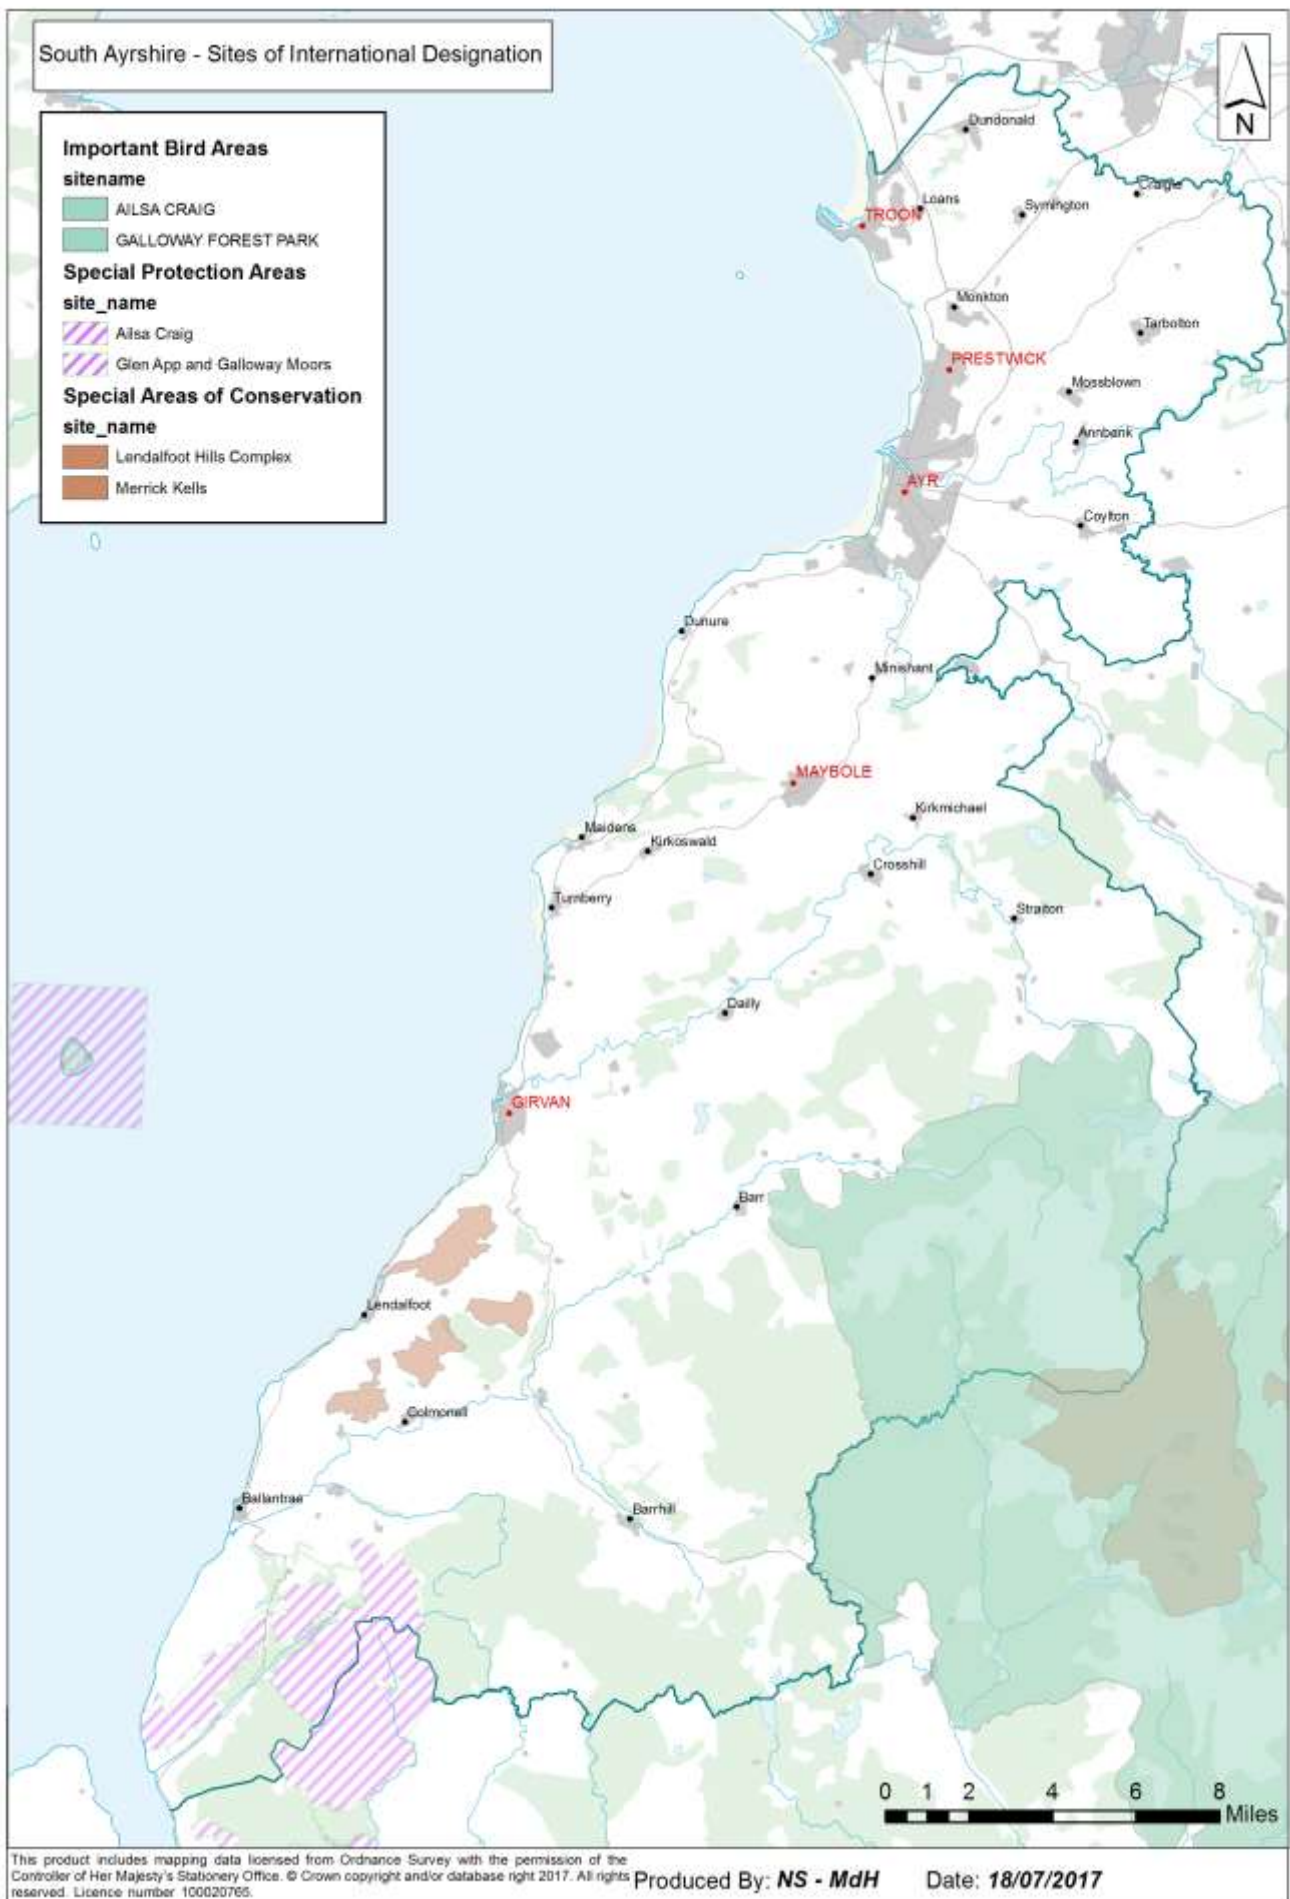 South Ayrshire - Sites of International Designation
N
Important Bird Areas
sitename
AILSA CRAIG
GALLOWAY FOREST PARK
Special Protection Areas
site_name
Ailsa Craig
Glen App and Galloway Moors
Special Areas of Conservation
site_name
Lendalfoot Hills Complex
Merrick Kells
Dundonald
Craigie
Loans
Symington
TROON
Monkton
Tarbolton
PRESTWICK
Mossblown
Annbank
AYR
Coylton
Dunure
Minishant
MAYBOLE
Kirkmichael
Maidens
Kirkoswald
Crosshill
Turnberry
Straiton
Dailly
GIRVAN
Barr
Lendalfoot
Colmonell
Ballantrae
Barrhill
0 1 2 4 6 8
Miles
This product includes mapping data licensed from Ordnance Survey with the permission of the
Controller of Her Majesty's Stationery Office. © Crown copyright and/or database right 2017. All rights
reserved. Licence number 100020765.
Produced By: NS - MdH
Date: 18/07/2017